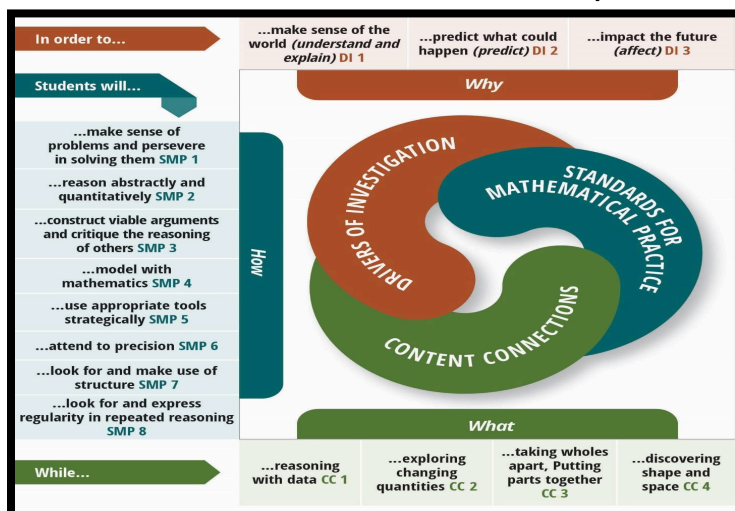 In order to...
...make sense of the
world (understand and
explain) DI 1
...predict what could
happen (predict) DI 2
...impact the future
(affect) DI 3
Students will...
Why
...make sense of
problems and persevere
in solving them SMP 1
...reason abstractly and
quantitatively SMP 2
...construct viable arguments
and critique the reasoning
of others SMP 3
...model with
mathematics SMP 4
...use appropriate tools
strategically SMP 5
...attend to precision SMP 6
...look for and make use of
structure SMP 7
...look for and express
regularity in repeated reasoning
SMP 8
How
DRIVERS OF INVESTIGATION
STANDARDS FOR
MATHEMATICAL PRACTICE
CONTENT CONNECTIONS
What
While...
...reasoning
with data CC 1
...exploring
changing
quantities CC 2
...taking wholes
apart, Putting
parts together
CC 3
...discovering
shape and
space CC 4